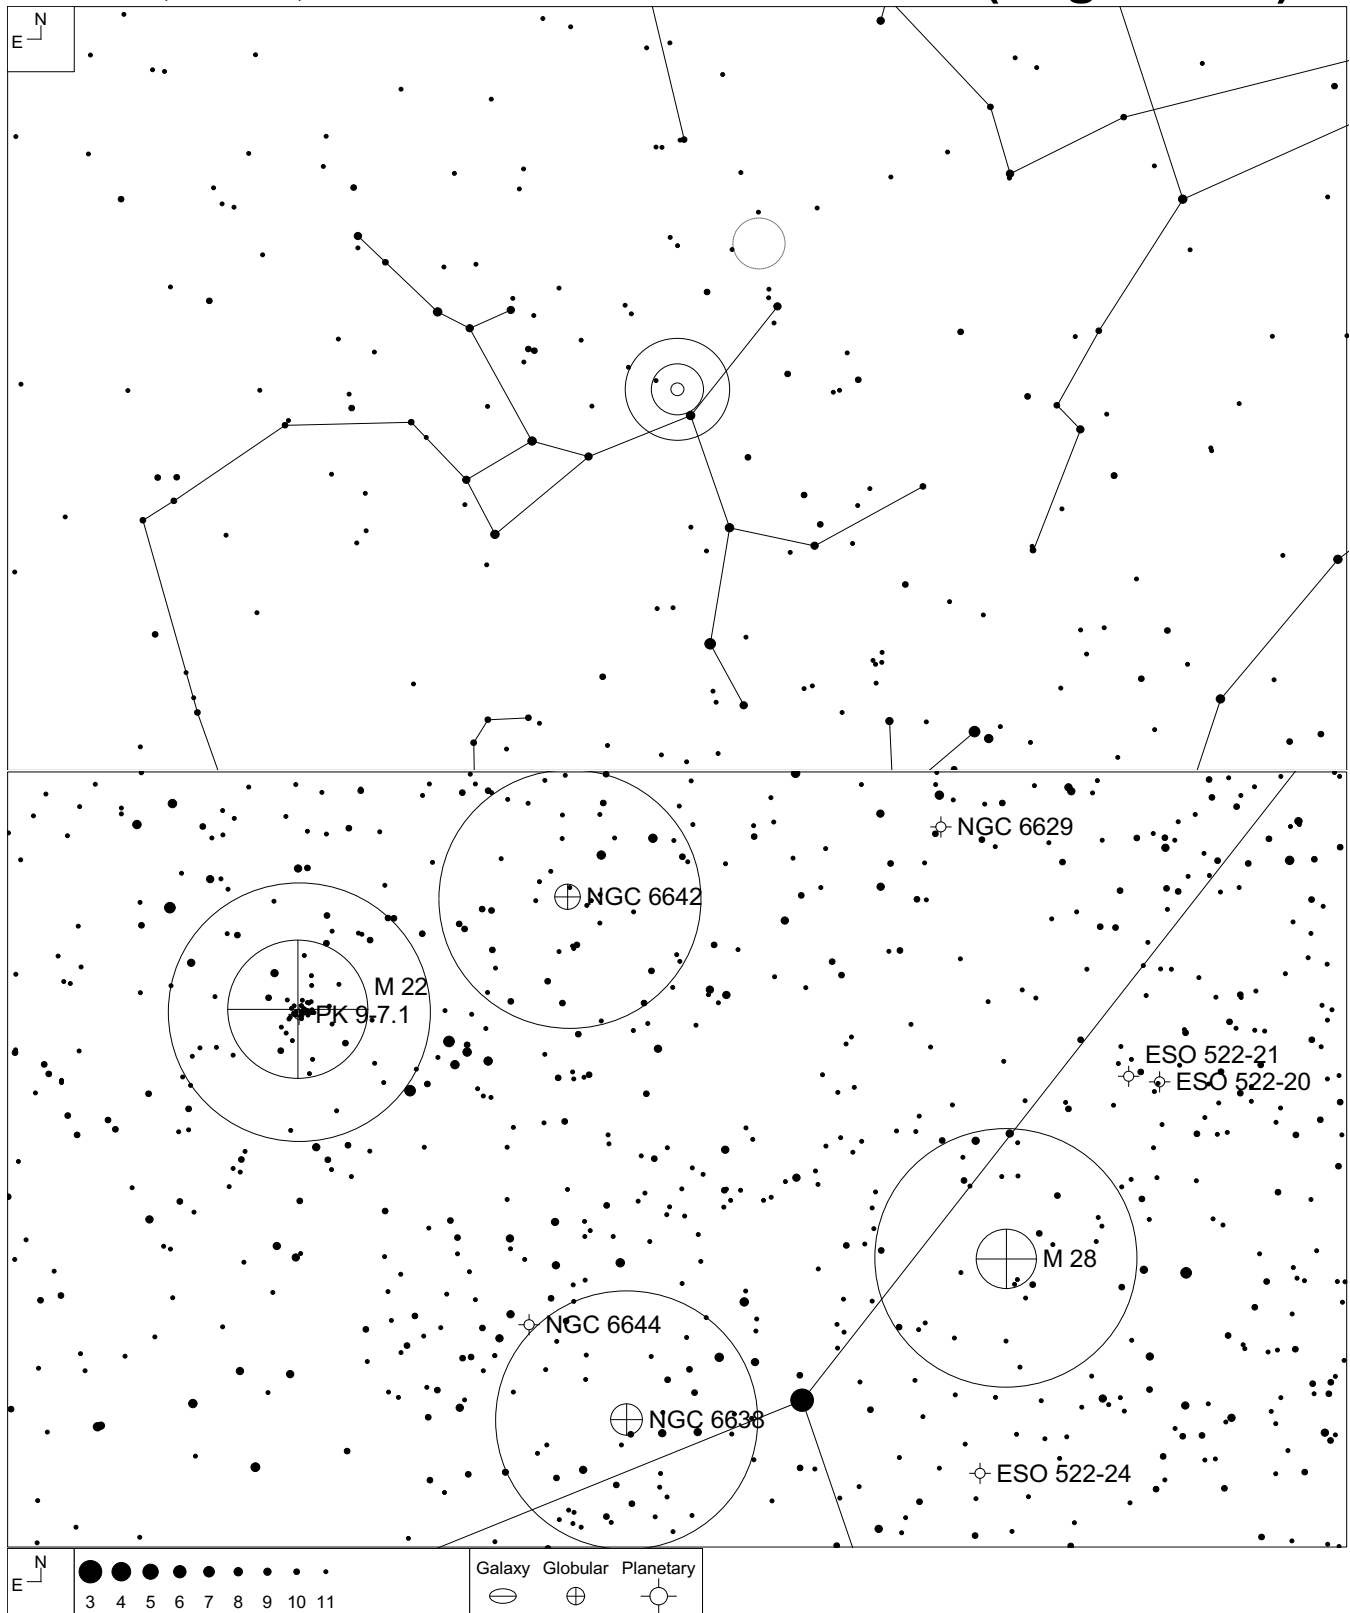 N
E
NGC 6629
NGC 6642
M 22
PK 9-7.1
ESO 522-21
ESO 522-20
M 28
NGC 6644
NGC 6638
ESO 522-24
N
E
3 4 5 6 7 8 9 10 11
Galaxy Globular Planetary